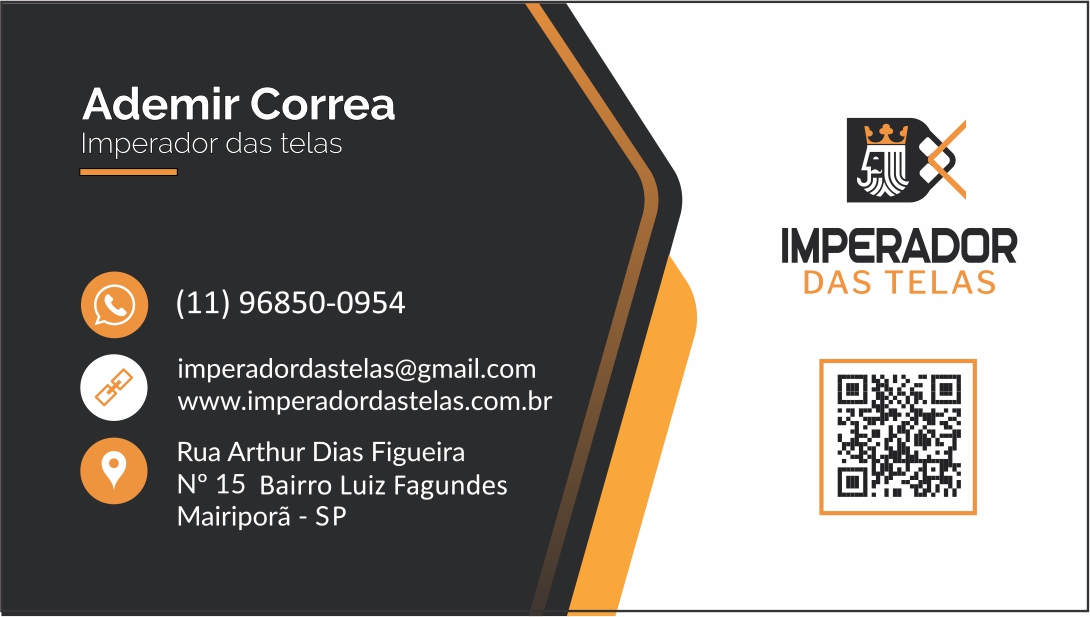 Ademir Correa
Imperador das telas
(11) 96850-0954
imperadordastelas@gmail.com
www.imperadordastelas.com.br
Rua Arthur Dias Figueira
Nº 15 Bairro Luiz Fagundes
Mairiporã - SP
IMPERADOR
DAS TELAS